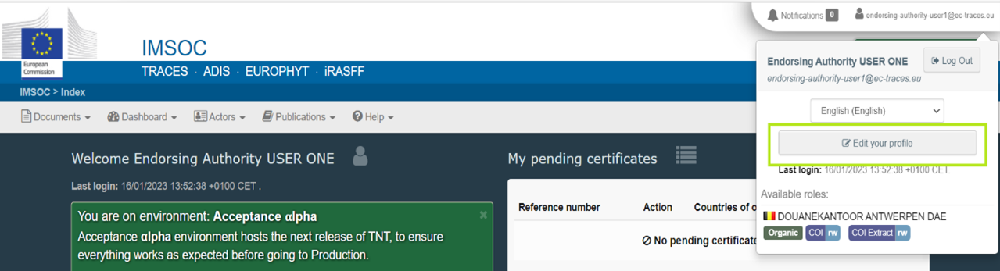 Notifications 0 endorsing-authority-user1@ec-traces.eu
European
Commission
IMSOC
TRACES · ADIS · EUROPHYT · iRASFF
IMSOC > Index
Documents Dashboard Actors Publications Help
Endorsing Authority USER ONE
Log Out
endorsing-authority-user1@ec-traces.eu
English (English)
Edit your profile
Last login: 16/01/2023 13:52:38 +0100 CET.
Available roles:
DOUANEKANTOOR ANTWERPEN DAE
Organic COI rw COI Extract rw
Welcome Endorsing Authority USER ONE
Last login: 16/01/2023 13:52:38 +0100 CET .
You are on environment: Acceptance αlpha ×
Acceptance αlpha environment hosts the next release of TNT, to ensure
everything works as expected before going to Production.
My pending certificates
Reference number Action Countries of o
No pending certificate